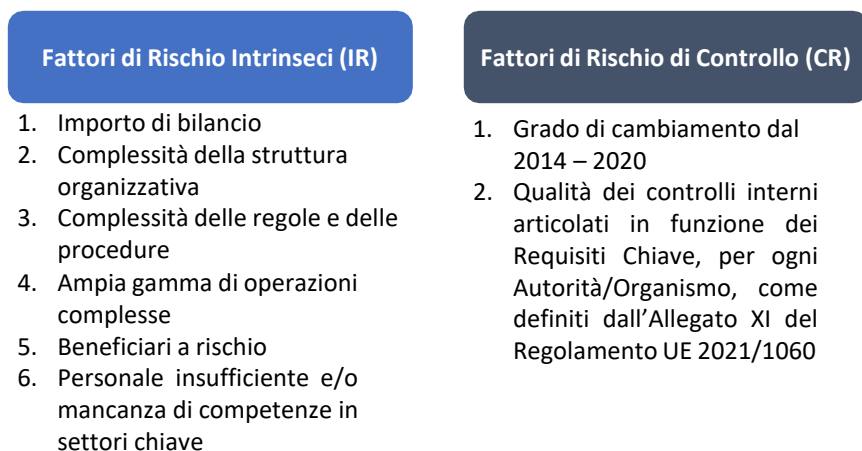 Fattori di Rischio Intrinseci (IR)
1. Importo di bilancio
2. Complessità della struttura
organizzativa
3. Complessità delle regole e delle
procedure
4. Ampia gamma di operazioni
complesse
5. Beneficiari a rischio
6. Personale insufficiente e/o
mancanza di competenze in
settori chiave
Fattori di Rischio di Controllo (CR)
1. Grado di cambiamento dal
2014 – 2020
2. Qualità dei controlli interni
articolati in funzione dei
Requisiti Chiave, per ogni
Autorità/Organismo, come
definiti dall’Allegato XI del
Regolamento UE 2021/1060